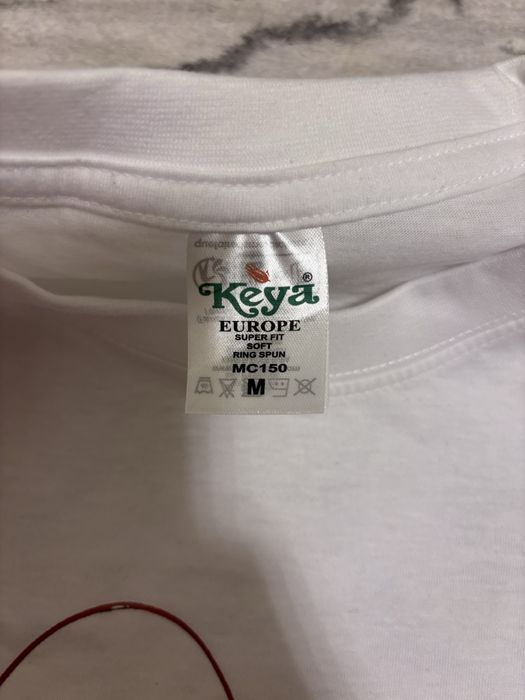 Keya®
EUROPE
SUPER FIT
SOFT
RING SPUN
MC150
M